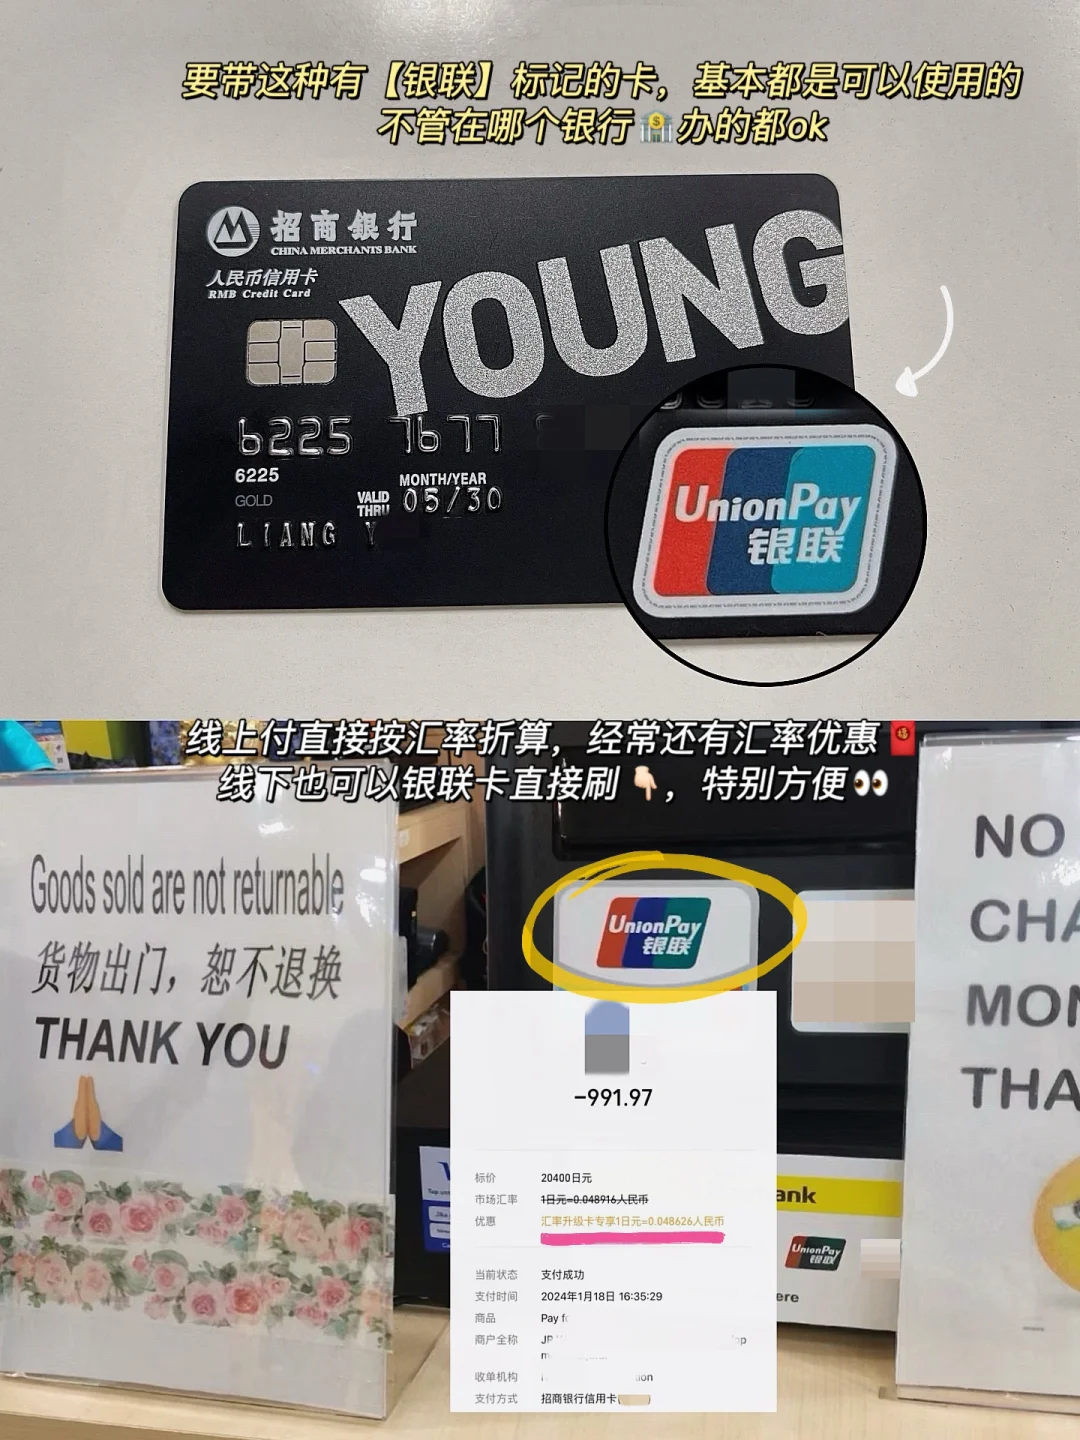 要带这种有【银联】标记的卡，基本都是可以使用的
不管在哪个银行🏦办的都ok
招商银行
CHINA MERCHANTS BANK
人民币信用卡
RMB Credit Card
YOUNG
6225 7677
6225
MONTH/YEAR
GOLD
VALID THRU 05/30
LIANG Y
UnionPay
银联
线上付直接按汇率折算，经常还有汇率优惠🧧
线下也可以银联卡直接刷👇🏻，特别方便👀
Goods sold are not returnable
货物出门，恕不退换
THANK YOU
🙏
UnionPay
银联
NO
CHA
MON
THA
-991.97
标价 20400日元
市场汇率 1日元=0.048916人民币
优惠 汇率升级卡专享1日元=0.048626人民币
当前状态 支付成功
支付时间 2024年1月18日 16:35:29
商品 Pay fo
商户全称 JP
收单机构
支付方式 招商银行信用卡(
ank
UnionPay
银联
ere